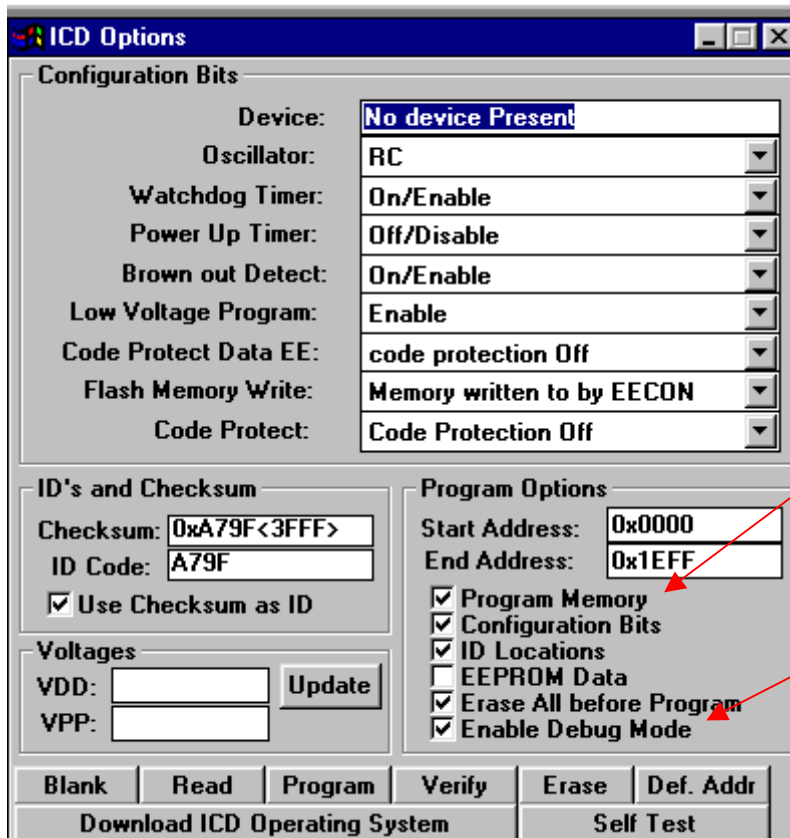 ICD Options
Configuration Bits
Device: No device Present
Oscillator: RC
Watchdog Timer: On/Enable
Power Up Timer: Off/Disable
Brown out Detect: On/Enable
Low Voltage Program: Enable
Code Protect Data EE: code protection Off
Flash Memory Write: Memory written to by EECON
Code Protect: Code Protection Off
ID's and Checksum
Checksum: 0xA79F<3FFF>
ID Code: A79F
Use Checksum as ID
Voltages
VDD:
Update
VPP:
Program Options
Start Address: 0x0000
End Address: 0x1EFF
Program Memory
Configuration Bits
ID Locations
EEPROM Data
Erase All before Program
Enable Debug Mode
Blank Read Program Verify Erase Def. Addr
Download ICD Operating System Self Test